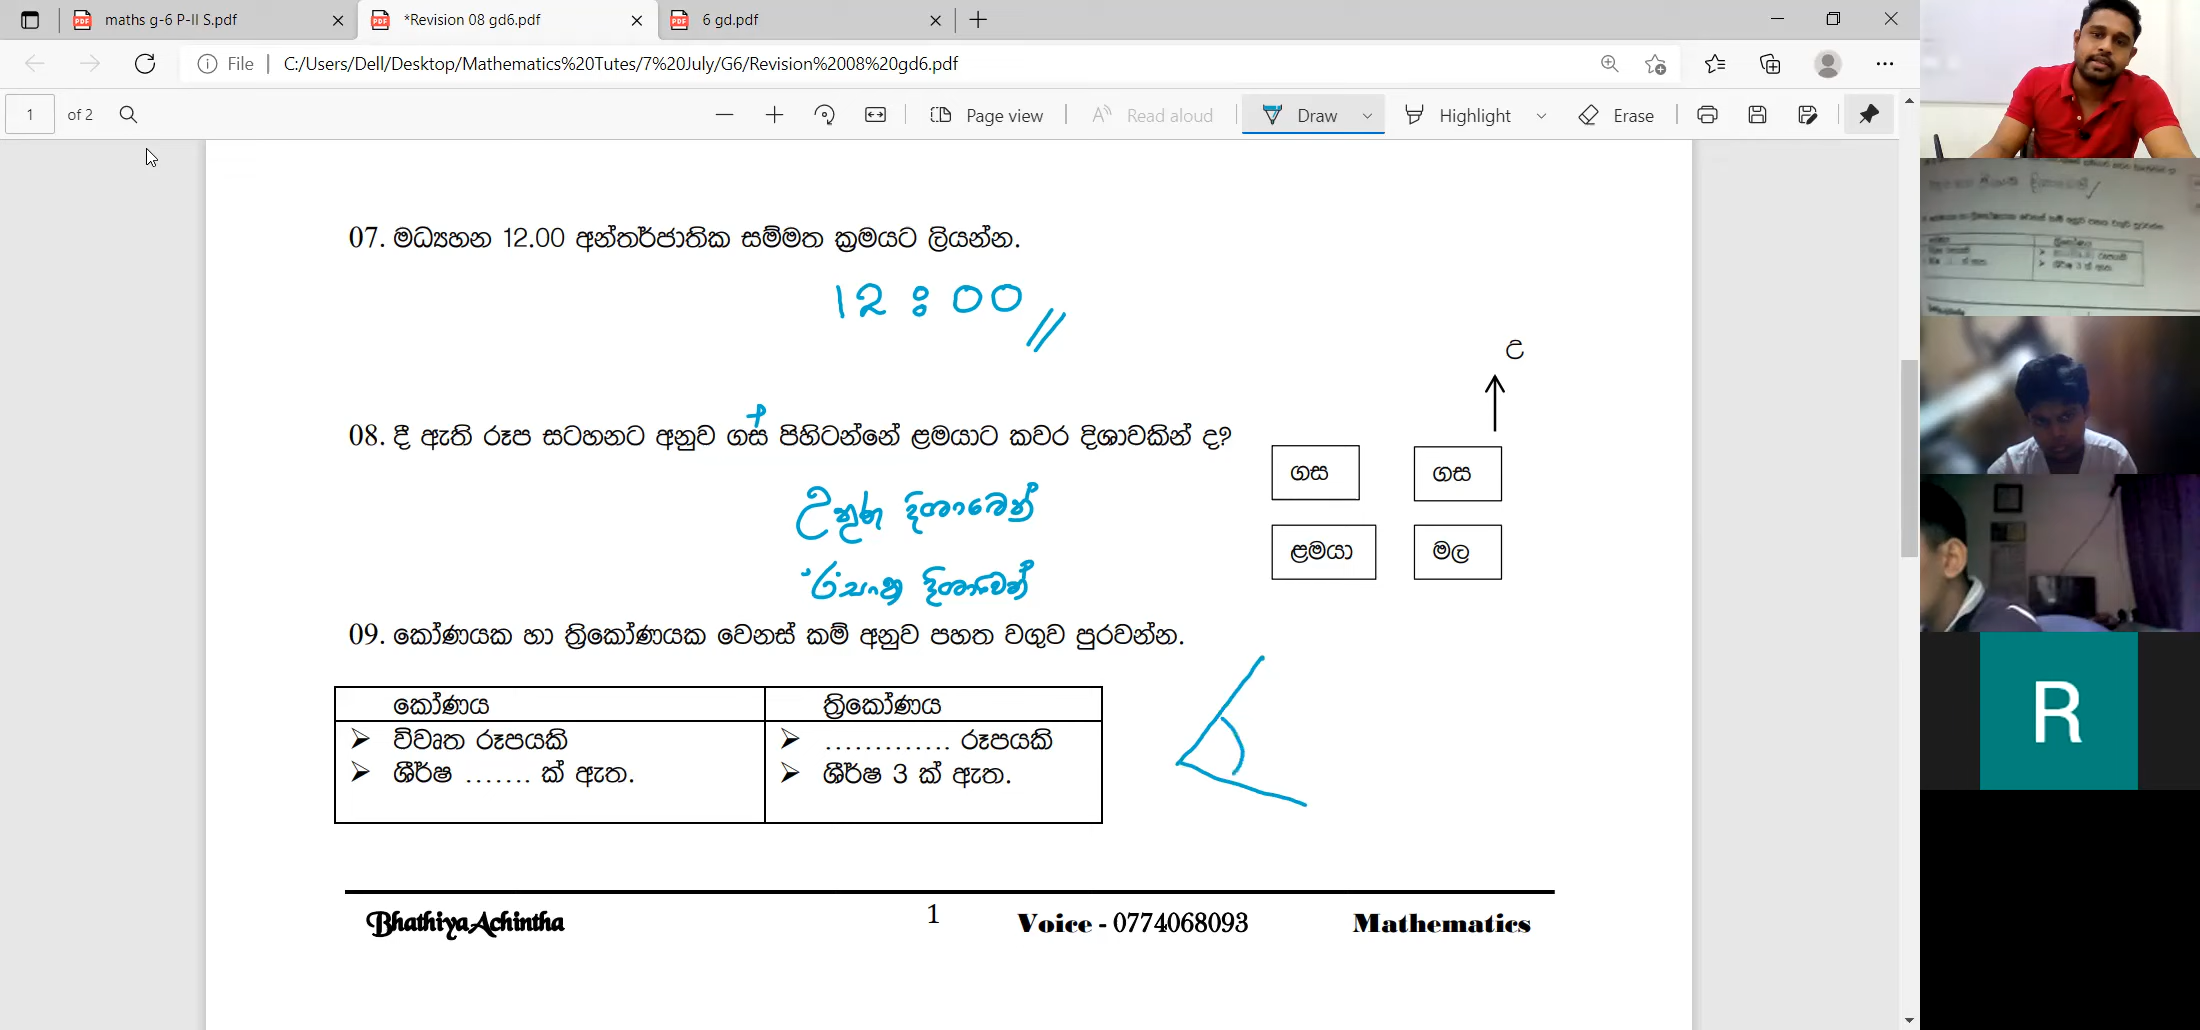 maths g-6 P-II S.pdf
*Revision 08 gd6.pdf
6 gd.pdf
File
C:/Users/Dell/Desktop/Mathematics%20Tutes/7%20July/G6/Revision%2008%20gd6.pdf
1 of 2
Page view
Read aloud
Draw
Highlight
Erase
07. මධ්‍යහන 12.00 අන්තර්ජාතික සම්මත ක්‍රමයට ලියන්න.
12 : 00
උ
08. දී ඇති රූප සටහනට අනුව ගස පිහිටන්නේ ළමයාට කවර දිශාවකින් ද?
ගස ගස
උතුරු දිශාවෙන්
ළමයා මල
දිශාවෙන්
09. කෝණයක හා ත්‍රිකෝණයක වෙනස් කම් අනුව පහත වගුව පුරවන්න.
කෝණය ත්‍රිකෝණය
➢ විවෘත රූපයකි ➢ ............. රූපයකි
➢ ශීර්ෂ ....... ක් ඇත. ➢ ශීර්ෂ 3 ක් ඇත.
Bhathiya Achintha 1 Voice - 0774068093 Mathematics
R